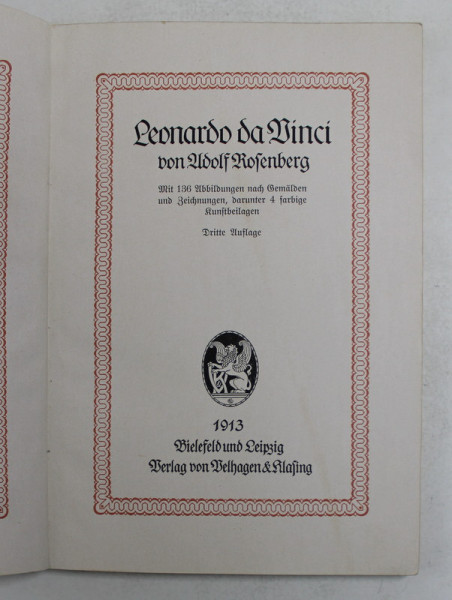 Leonardo da Vinci
von Adolf Rosenberg
Mit 136 Abbildungen nach Gemälden
und Zeichnungen, darunter 4 farbige
Kunstbeilagen
Dritte Auflage
1913
Bielefeld und Leipzig
Verlag von Velhagen & Klasing